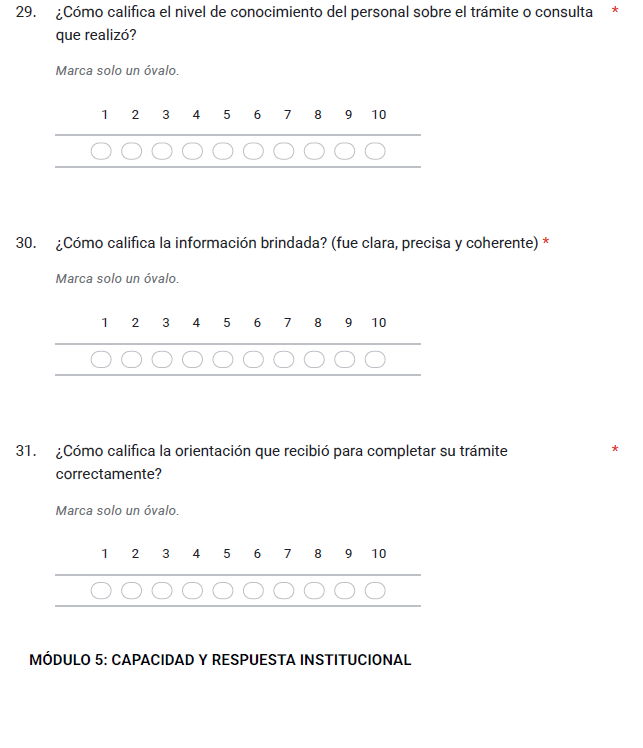 29. ¿Cómo califica el nivel de conocimiento del personal sobre el trámite o consulta *
que realizó?
Marca solo un óvalo.
1 2 3 4 5 6 7 8 9 10
30. ¿Cómo califica la información brindada? (fue clara, precisa y coherente) *
Marca solo un óvalo.
1 2 3 4 5 6 7 8 9 10
31. ¿Cómo califica la orientación que recibió para completar su trámite *
correctamente?
Marca solo un óvalo.
1 2 3 4 5 6 7 8 9 10
MÓDULO 5: CAPACIDAD Y RESPUESTA INSTITUCIONAL